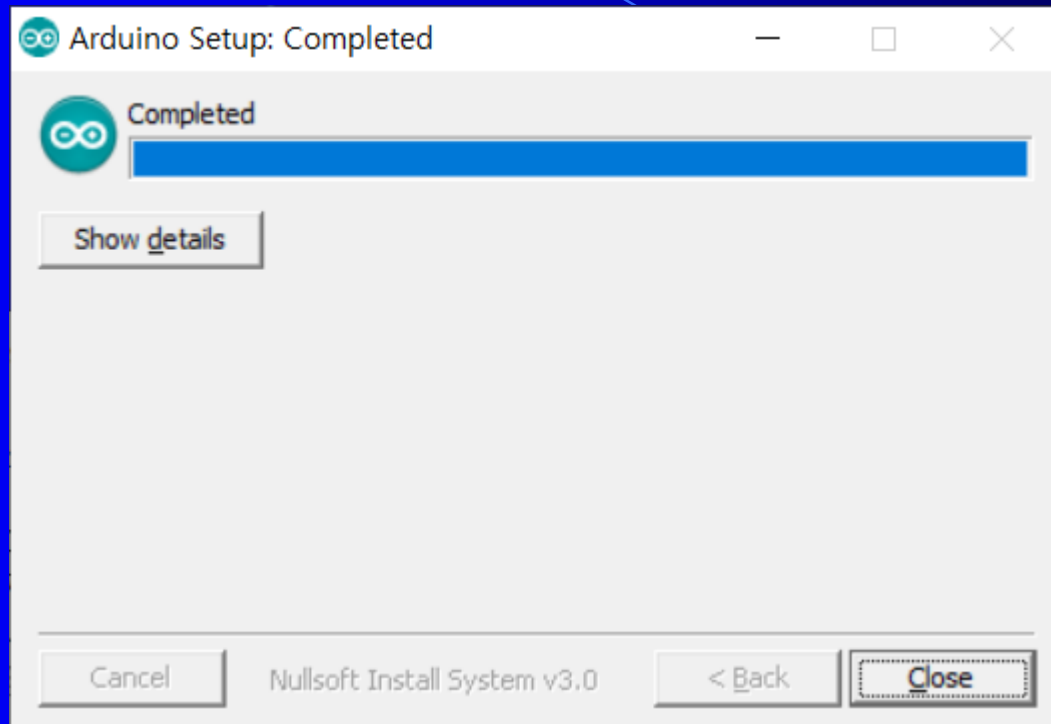 Arduino Setup: Completed
Completed
Show details
Cancel
Nullsoft Install System v3.0
< Back
Close